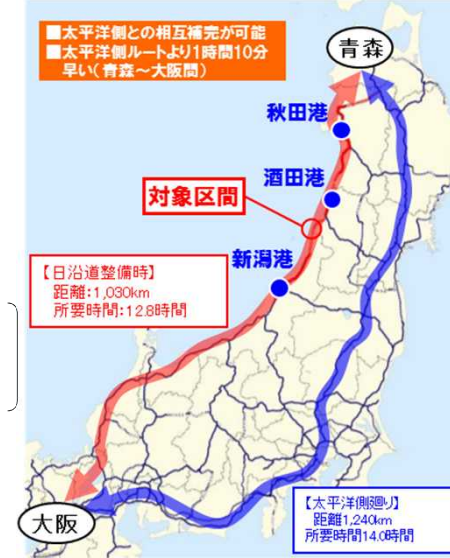 ■太平洋側との相互補完が可能
■太平洋側ルートより1時間10分
早い(青森～大阪間)
青森
秋田港
酒田港
対象区間
新潟港
【日沿道整備時】
距離:1,030km
所要時間:12.8時間
大阪
【太平洋側廻り】
距離1,240km
所要時間14.0時間